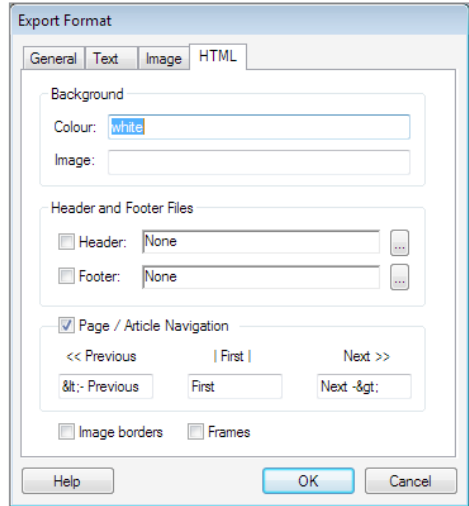 Export Format
General Text Image HTML
Background
Colour: white
Image:
Header and Footer Files
Header: None ...
Footer: None ...
Page / Article Navigation
<< Previous | First | Next >>
&lt;- Previous First Next -&gt;
Image borders Frames
Help OK Cancel